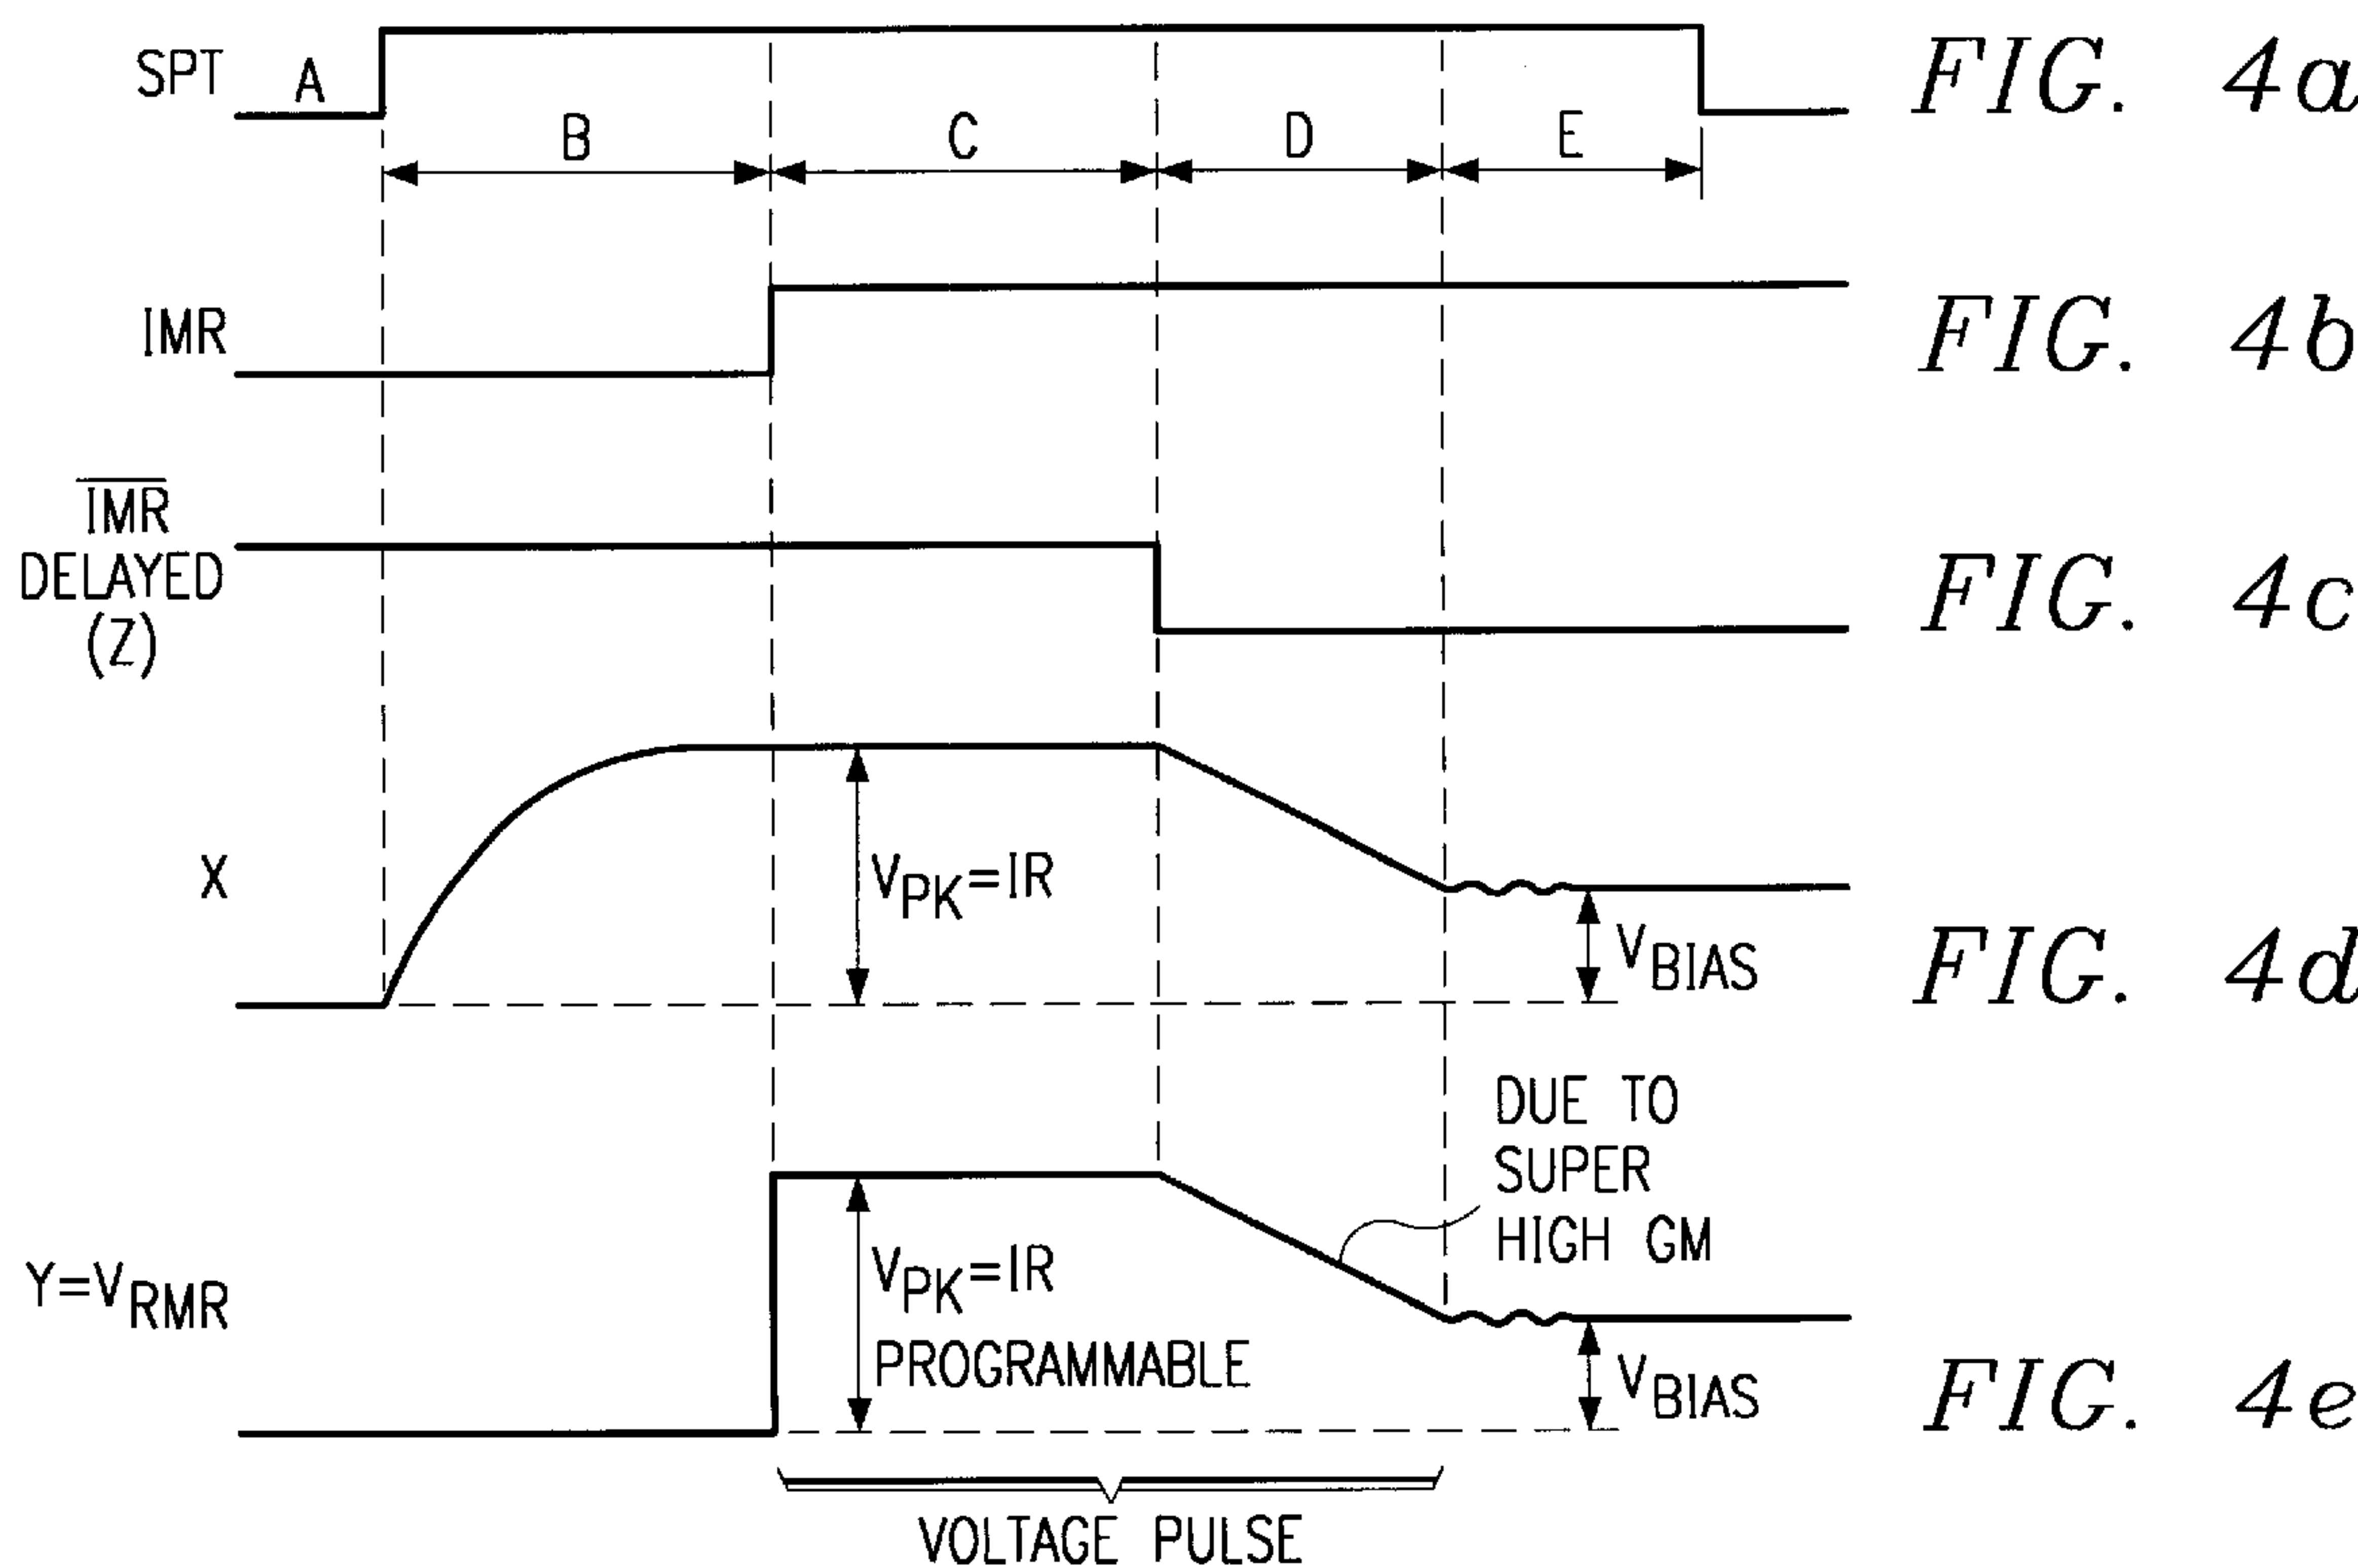 SPT
A
B
C
D
E
FIG. 4a
IMR
FIG. 4b
I̅M̅R̅
DELAYED
(Z)
FIG. 4c
X
VPK=IR
VBIAS
FIG. 4d
Y=VRMR
VPK=IR
PROGRAMMABLE
DUE TO
SUPER
HIGH GM
VBIAS
FIG. 4e
VOLTAGE PULSE